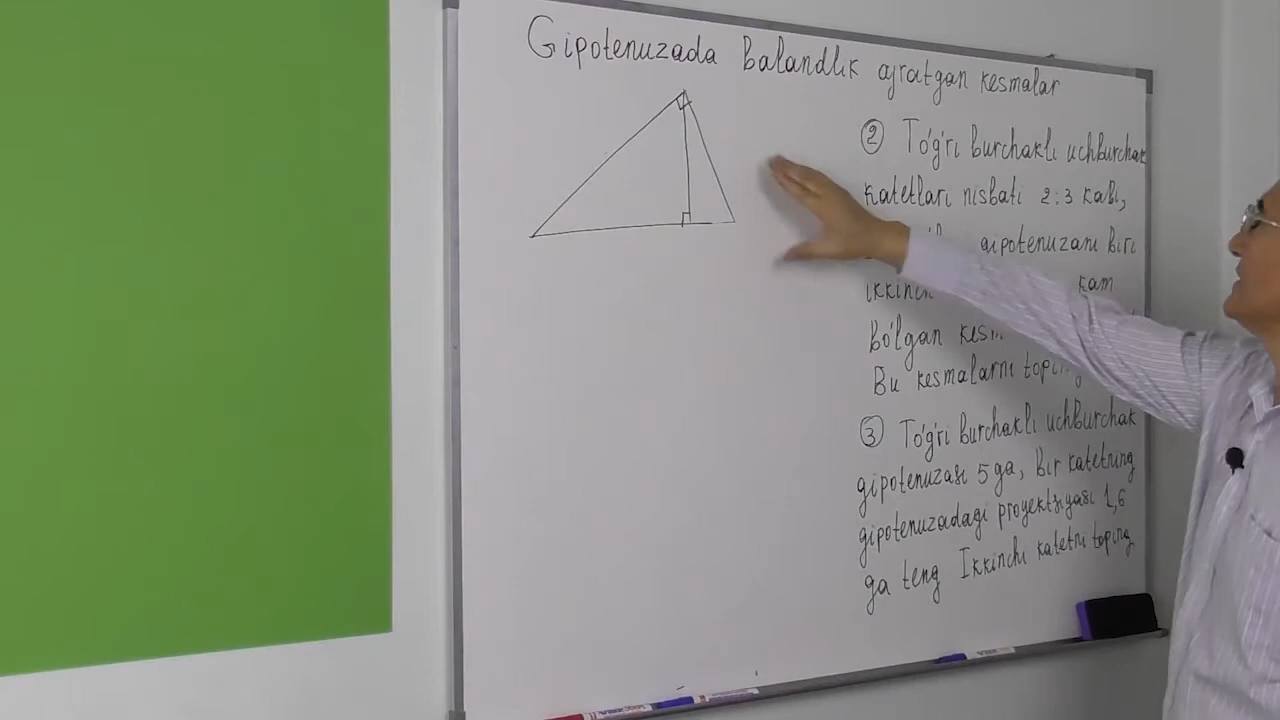 Gipotenuzada balandlik ajratgan kesmalar
② To'g'ri burchakli uchburchak
katetlari nisbati 2:3 kabi,
gipotenuzani biri
kam
bo'lgan
Bu kesmalarni
③ To'g'ri burchakli uchburchak
gipotenuzasi 5 ga, bir katetning
gipotenuzadagi proyektsiyasi 1,6
ga teng Ikkinchi katetni toping